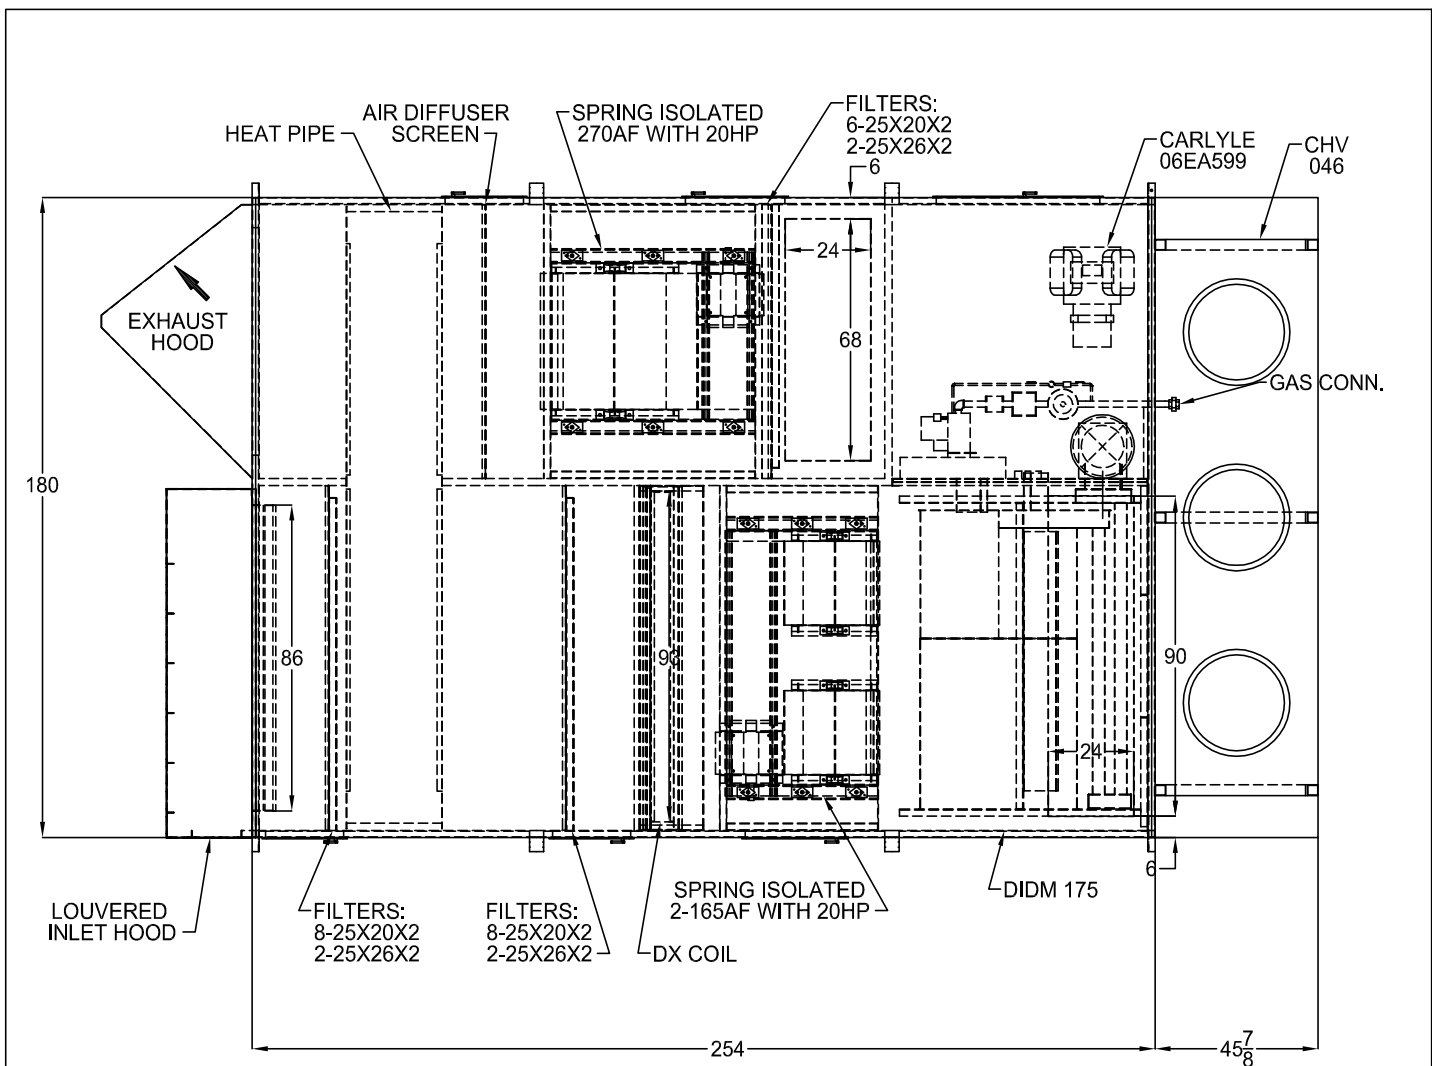 AIR DIFFUSER
SCREEN
HEAT PIPE
SPRING ISOLATED
270AF WITH 20HP
FILTERS:
6-25X20X2
2-25X26X2
6
CARLYLE
06EA599
CHV
046
24
68
EXHAUST
HOOD
GAS CONN.
180
86
93
90
24
6
LOUVERED
INLET HOOD
FILTERS:
8-25X20X2
2-25X26X2
FILTERS:
8-25X20X2
2-25X26X2
DX COIL
SPRING ISOLATED
2-165AF WITH 20HP
DIDM 175
254
45 7/8